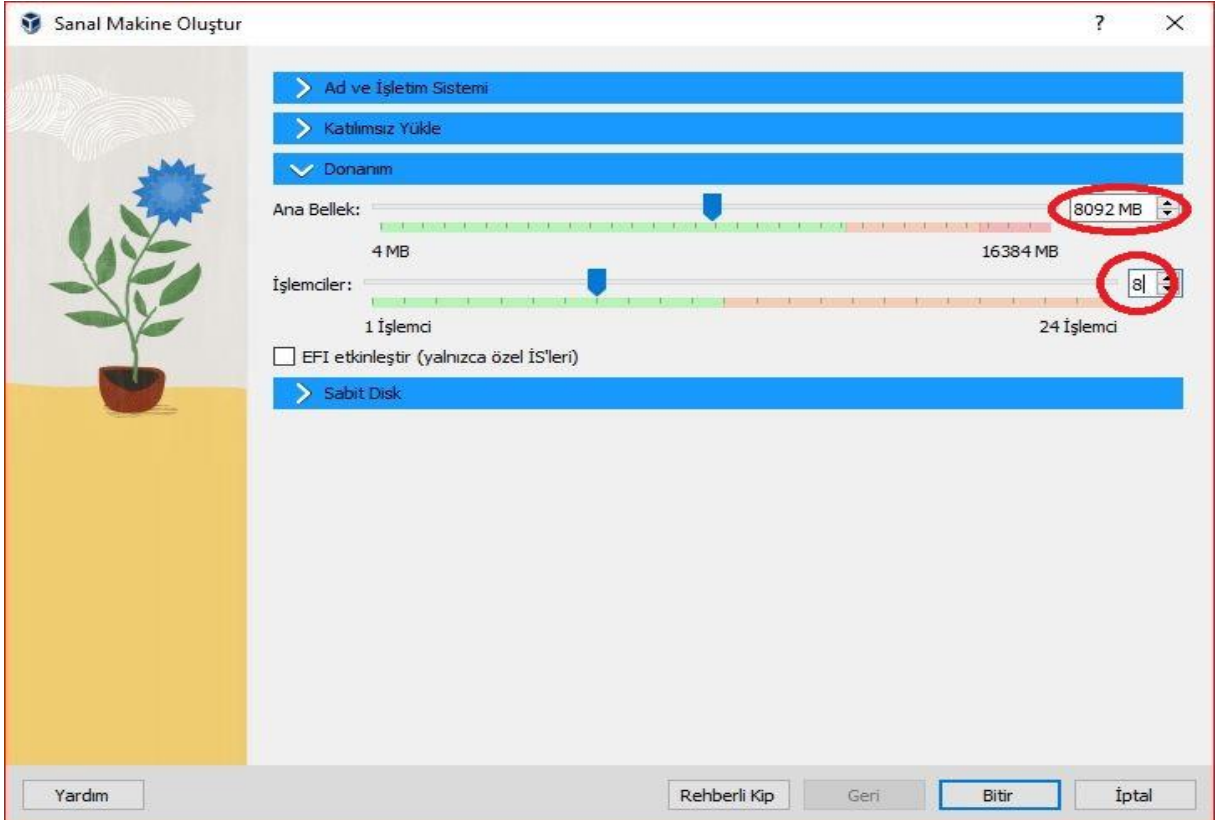 Sanal Makine Oluştur
?
Ad ve İşletim Sistemi
Katılımsız Yükle
Donanım
Ana Bellek:
8092 MB
4 MB
16384 MB
İşlemciler:
8
1 İşlemci
24 İşlemci
EFI etkinleştir (yalnızca özel İS'leri)
Sabit Disk
Yardım
Rehberli Kip
Geri
Bitir
İptal